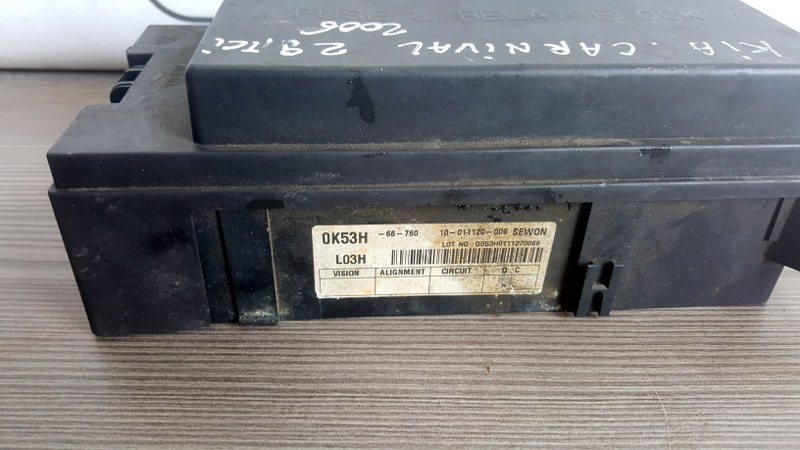 FUSE & RELAY BLOCK
KIA CARNIVAL 2.9TCi
2006
0K53H -66-760 10-011120-006 SEWON
LOT NO : 0053H0111270069
L03H
VISION ALIGNMENT CIRCUIT Q C